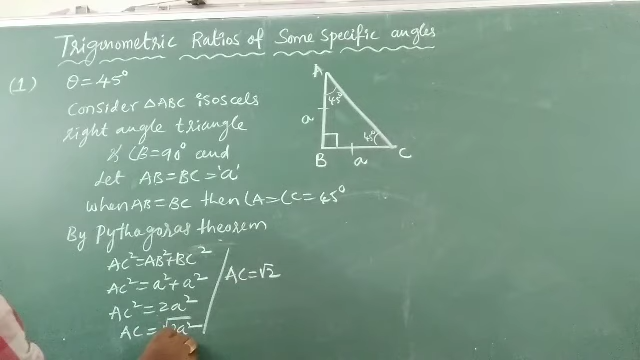 Trigonometric Ratios of Some Specific angles
(1) θ = 45°
Consider △ABC isoscels
right angle triangle
∠B = 90° and
Let AB = BC = 'a'
when AB = BC then ∠A = ∠C = 45°
By pythagoras theorem
AC² = AB² + BC²
AC² = a² + a²
AC² = 2a²
AC = √2a²
AC = √2
A
45°
a
45°
B
a
C